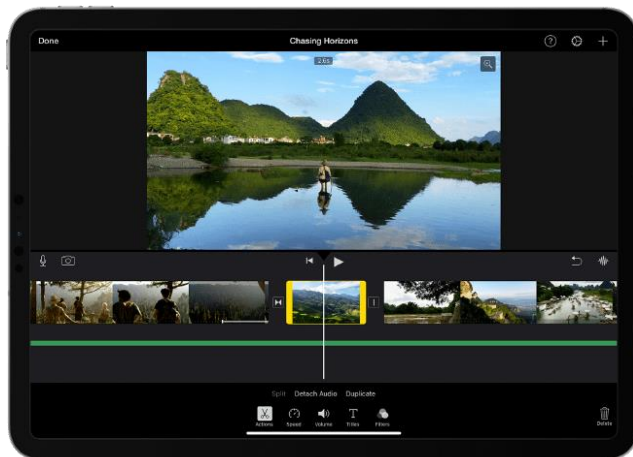 Done Chasing Horizons
2.6s
Split Detach Audio Duplicate
Actions Speed Volume Titles Filters Delete